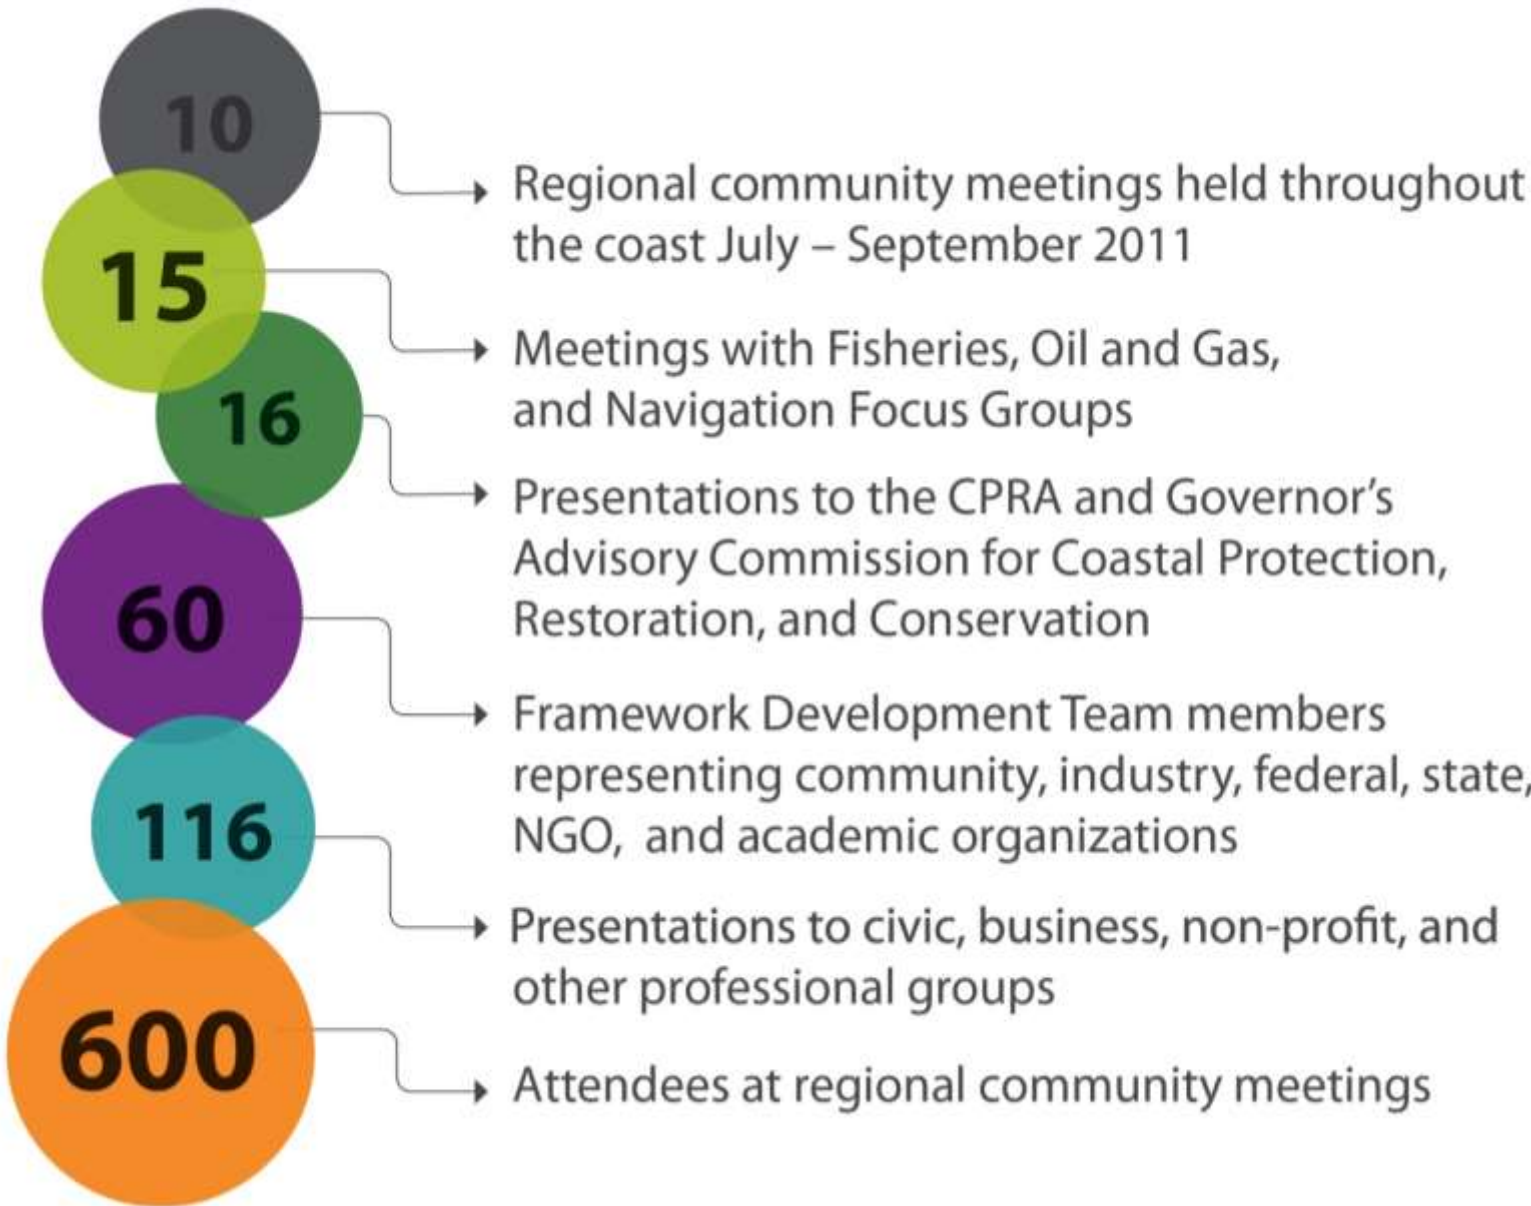 10
Regional community meetings held throughout
the coast July – September 2011
15
Meetings with Fisheries, Oil and Gas,
and Navigation Focus Groups
16
Presentations to the CPRA and Governor’s
Advisory Commission for Coastal Protection,
Restoration, and Conservation
60
Framework Development Team members
representing community, industry, federal, state,
NGO, and academic organizations
116
Presentations to civic, business, non-profit, and
other professional groups
600
Attendees at regional community meetings